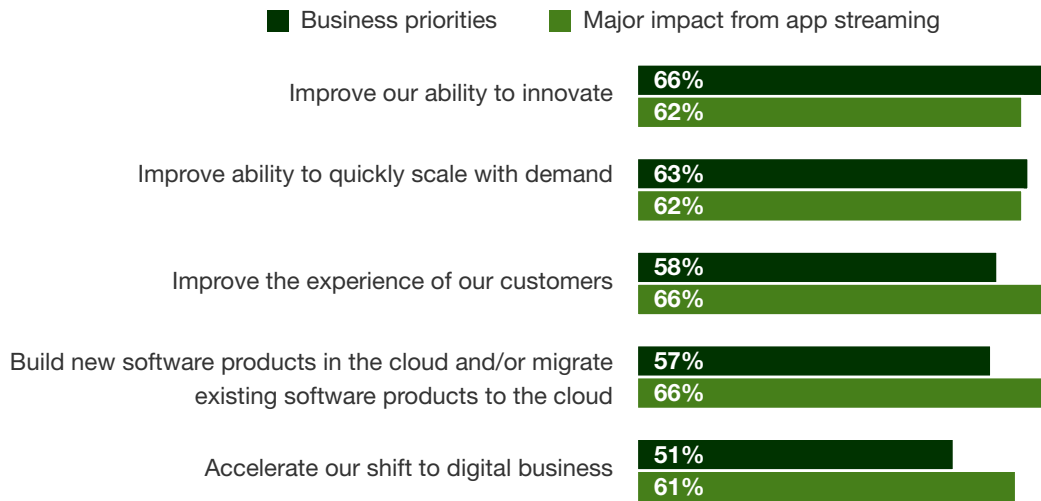 Business priorities Major impact from app streaming
Improve our ability to innovate
66%
62%
Improve ability to quickly scale with demand
63%
62%
Improve the experience of our customers
58%
66%
Build new software products in the cloud and/or migrate
existing software products to the cloud
57%
66%
Accelerate our shift to digital business
51%
61%